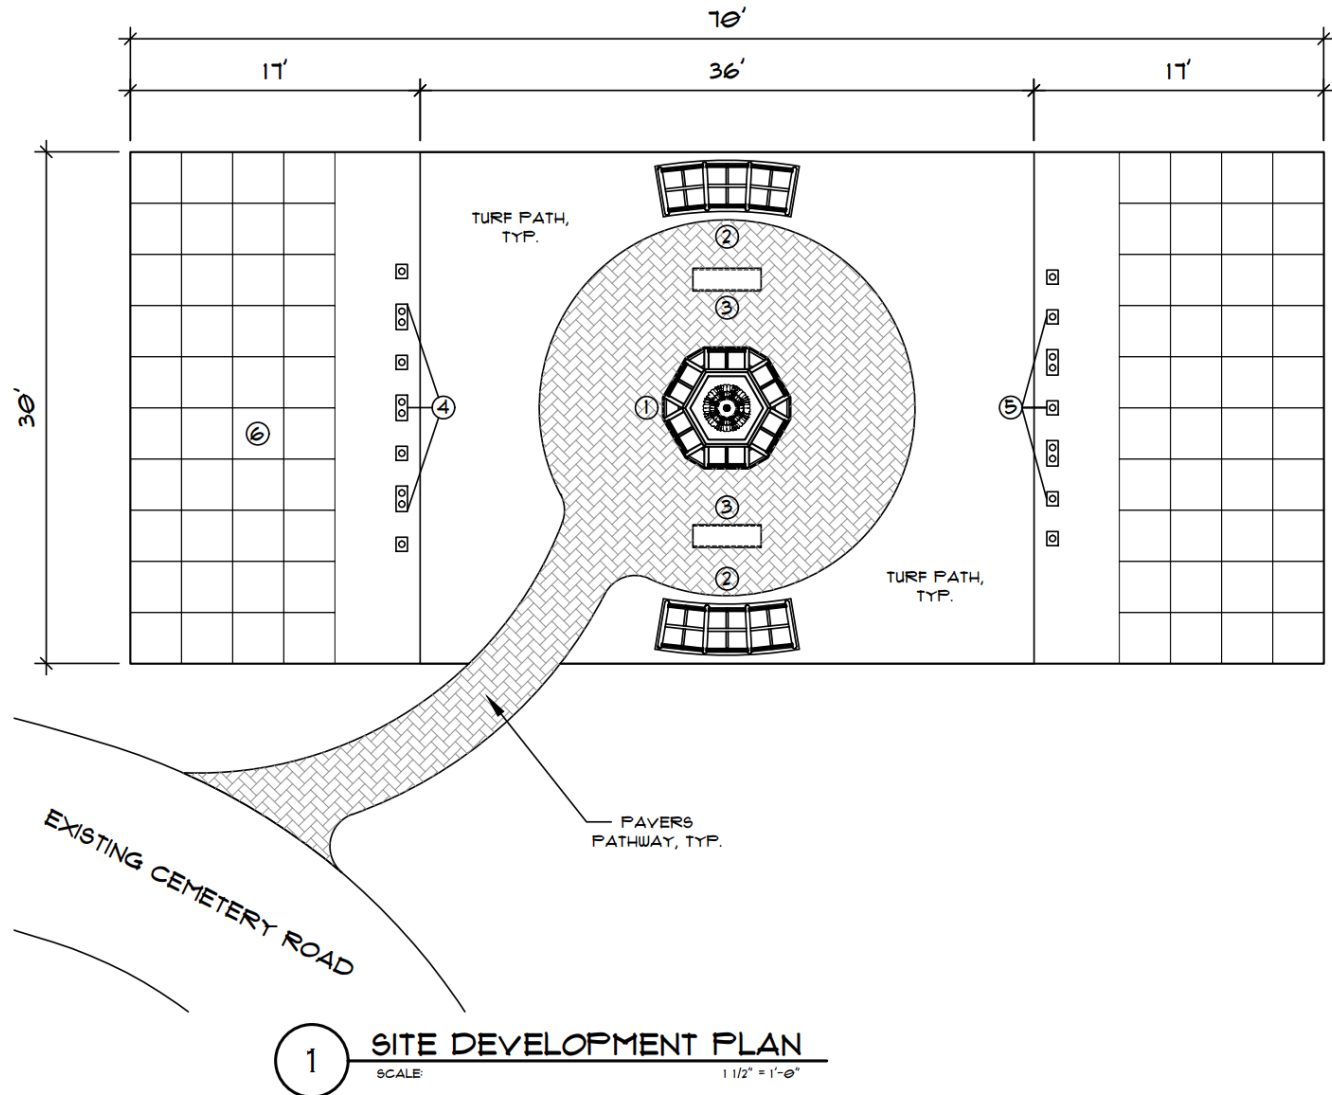 70'
17'
36'
17'
30'
TURF PATH,
TYP.
2
3
1
4
5
6
3
2
TURF PATH,
TYP.
PAVERS
PATHWAY, TYP.
EXISTING CEMETERY ROAD
1
SITE DEVELOPMENT PLAN
SCALE: 1 1/2" = 1'-0"